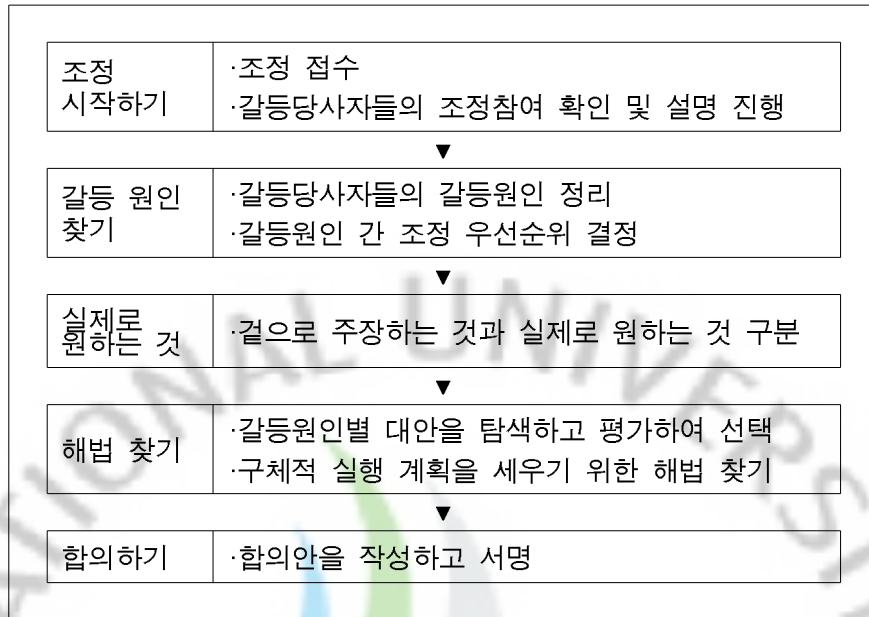 조정
시작하기
·조정 접수
·갈등당사자들의 조정참여 확인 및 설명 진행
▼
갈등 원인
찾기
·갈등당사자들의 갈등원인 정리
·갈등원인 간 조정 우선순위 결정
▼
실제로
원하는 것
·겉으로 주장하는 것과 실제로 원하는 것 구분
▼
해법 찾기
·갈등원인별 대안을 탐색하고 평가하여 선택
·구체적 실행 계획을 세우기 위한 해법 찾기
▼
합의하기
·합의안을 작성하고 서명
ATIONAL UNIVERSI